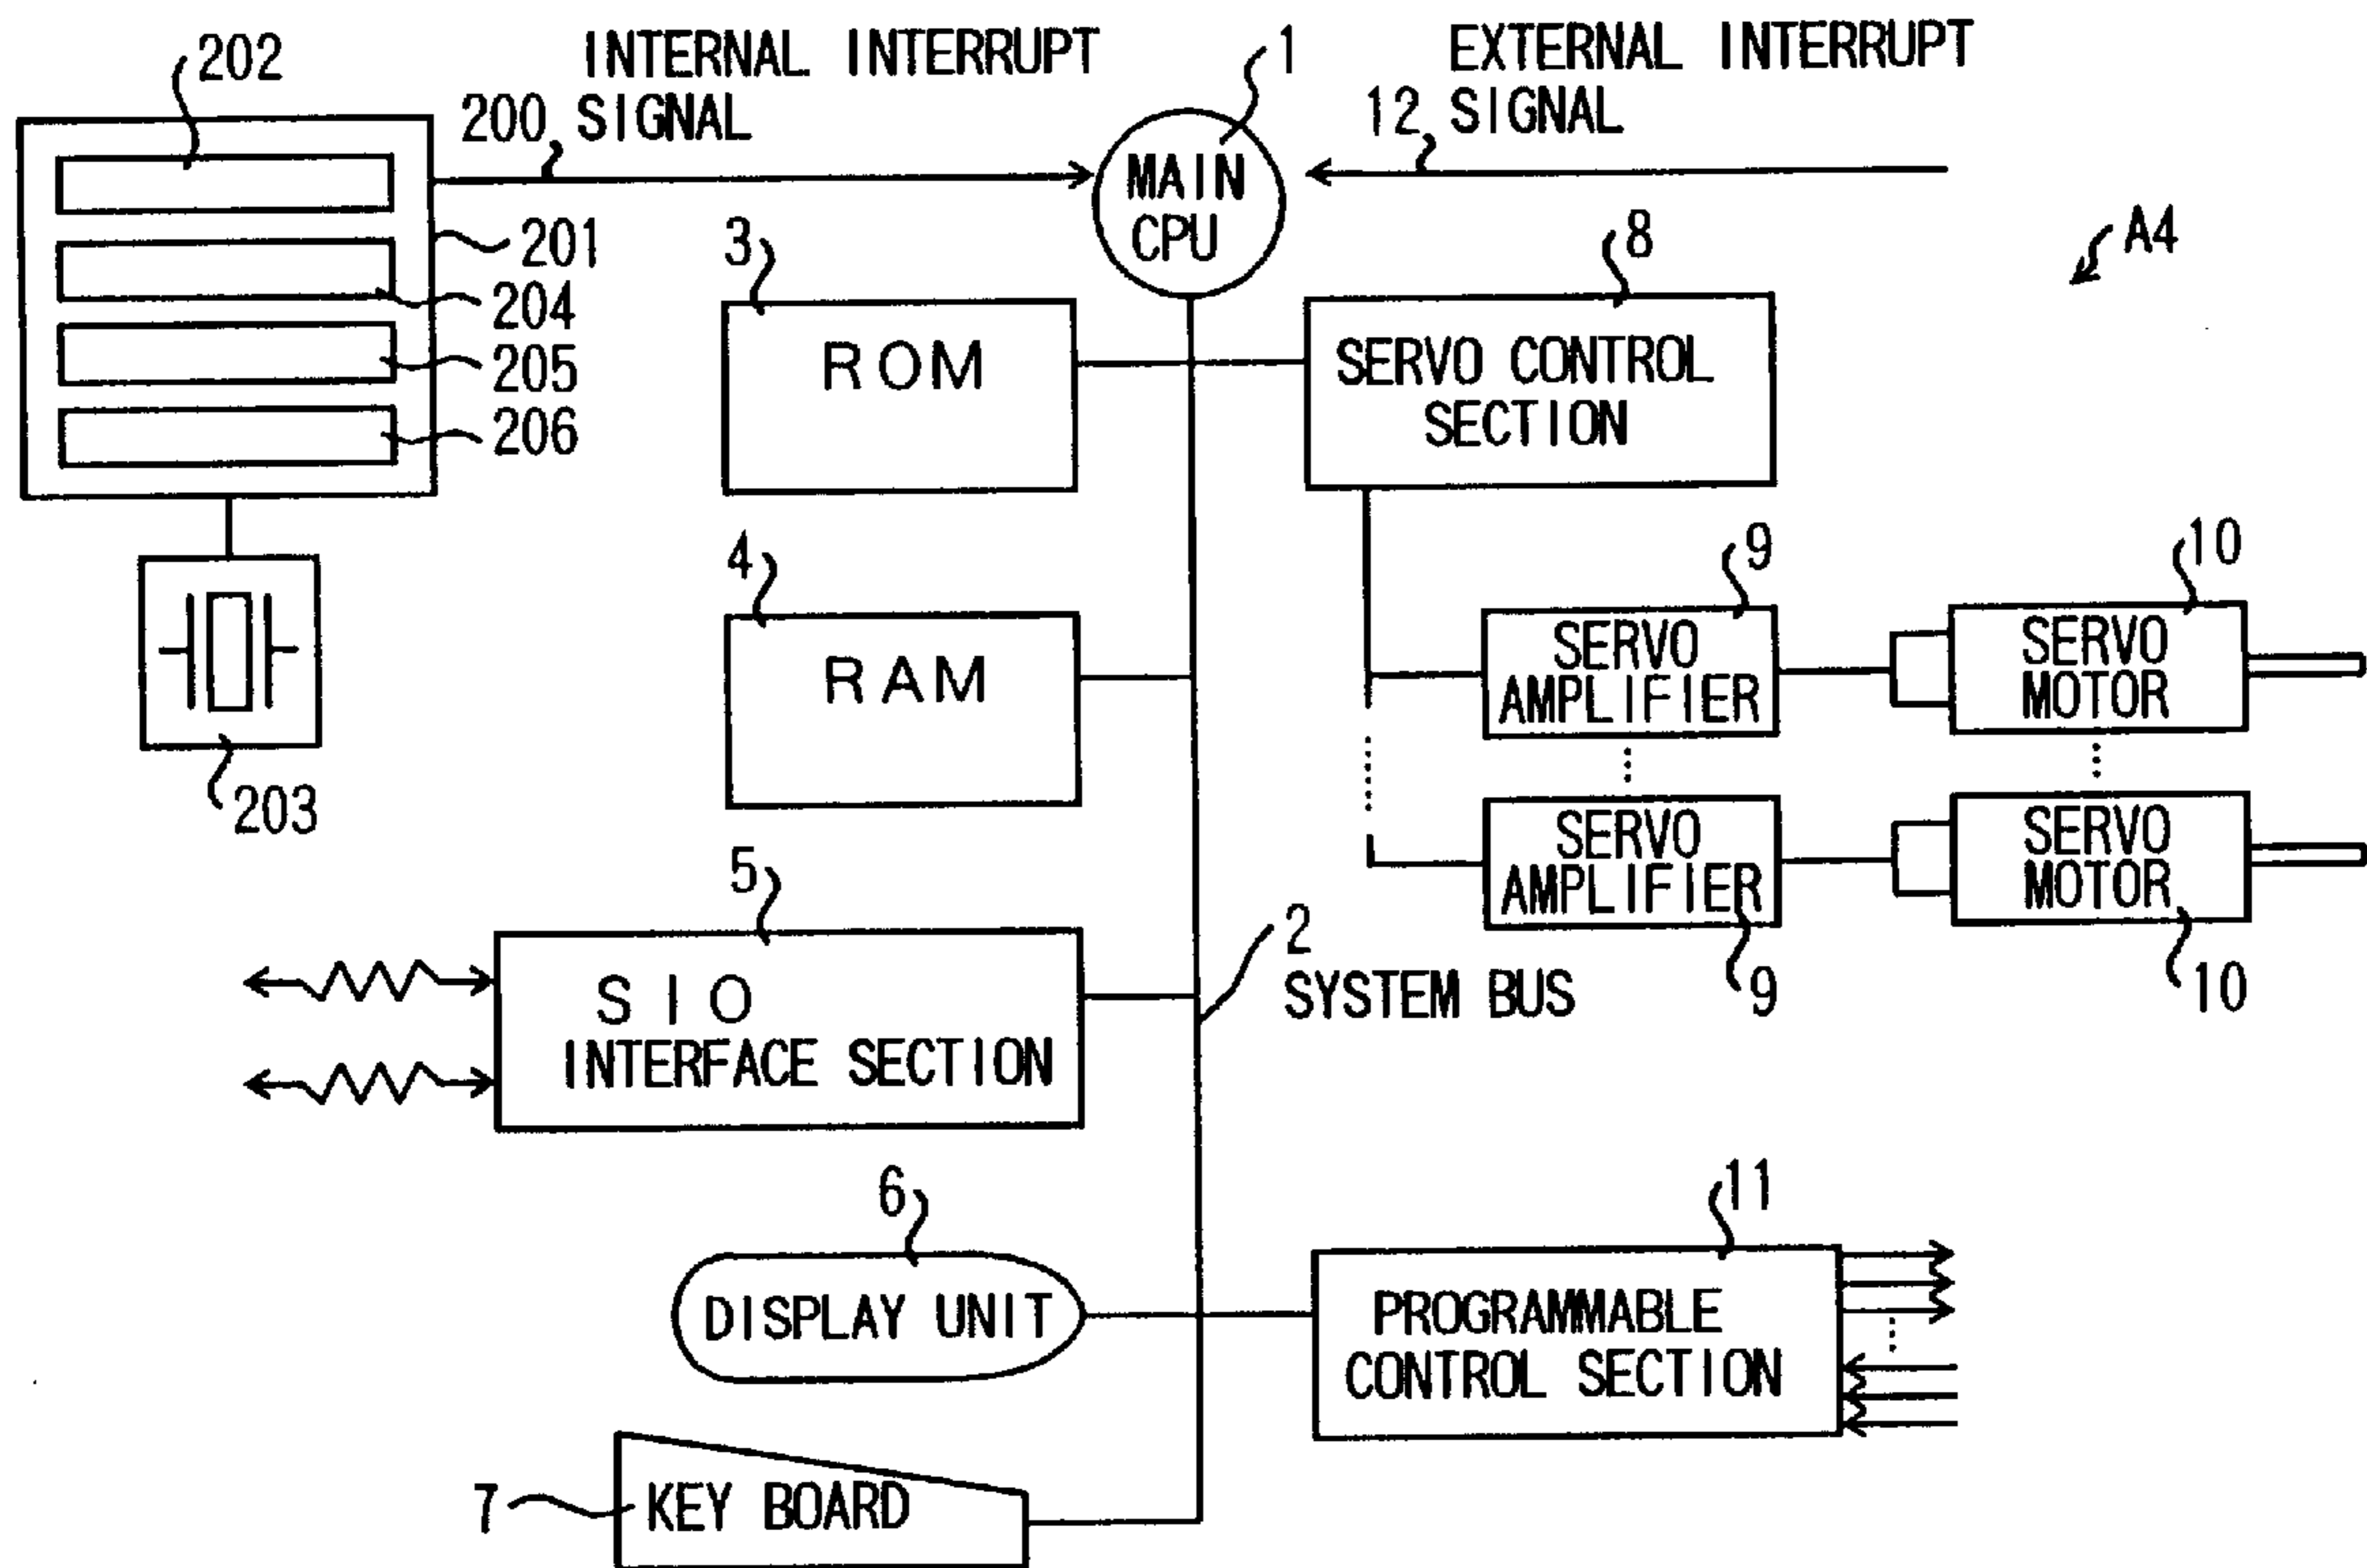 202
INTERNAL INTERRUPT
200 SIGNAL
1
EXTERNAL INTERRUPT
12 SIGNAL
MAIN
CPU
201
204
205
206
203
A4
3
ROM
8
SERVO CONTROL
SECTION
4
RAM
9
SERVO
AMPLIFIER
10
SERVO
MOTOR
SERVO
AMPLIFIER
9
SERVO
MOTOR
10
5
SIO
INTERFACE SECTION
2
SYSTEM BUS
6
DISPLAY UNIT
11
PROGRAMMABLE
CONTROL SECTION
7
KEY BOARD